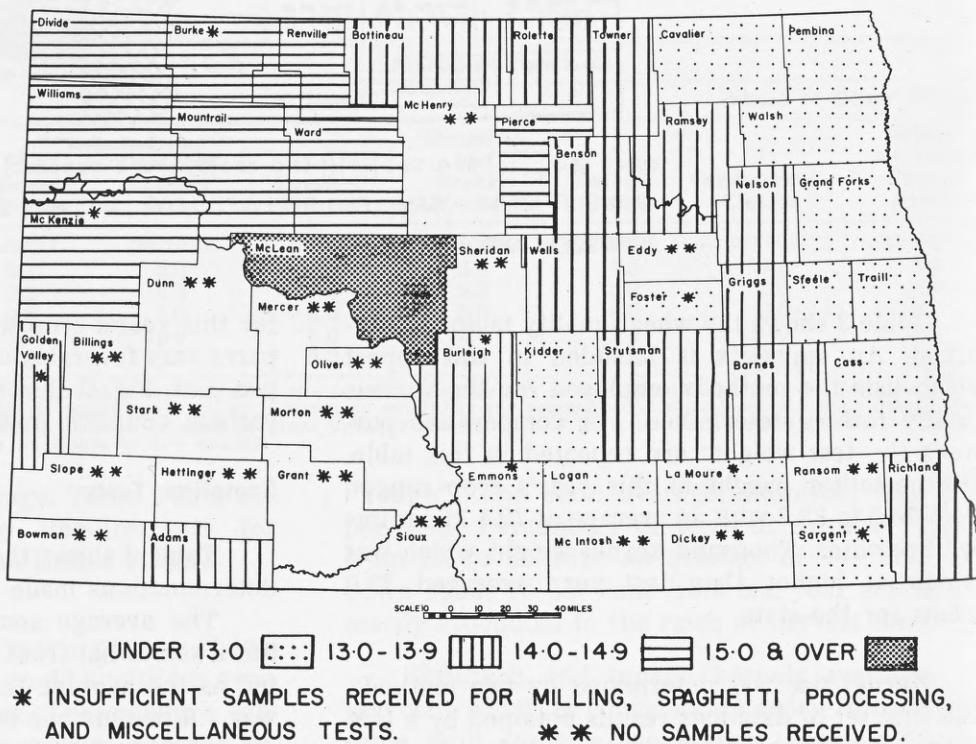 Divide
Burke *
Renville
Bottineau
Rolette
Towner
Cavalier
Pembina
Williams
Mountrail
Ward
Mc Henry
* *
Pierce
Benson
Ramsey
Walsh
Nelson
Grand Forks
Mc Kenzie *
McLean
Sheridan
* *
Wells
Eddy * *
Dunn * *
Mercer * *
Foster *
Griggs
Steele
Traill
Golden
Valley
*
Billings
* *
Oliver * *
Burleigh *
Kidder
Stutsman
Barnes
Cass
Stark * *
Morton * *
Slope * *
Hettinger * *
Grant * *
Emmons *
Logan
La Moure *
Ransom * *
Richland
Bowman * *
Adams
Sioux * *
Mc Intosh * *
Dickey * *
Sargent *
SCALE 10 0 10 20 30 40 MILES
UNDER 13.0 13.0-13.9 14.0-14.9 15.0 & OVER
* INSUFFICIENT SAMPLES RECEIVED FOR MILLING, SPAGHETTI PROCESSING,
AND MISCELLANEOUS TESTS. * * NO SAMPLES RECEIVED.